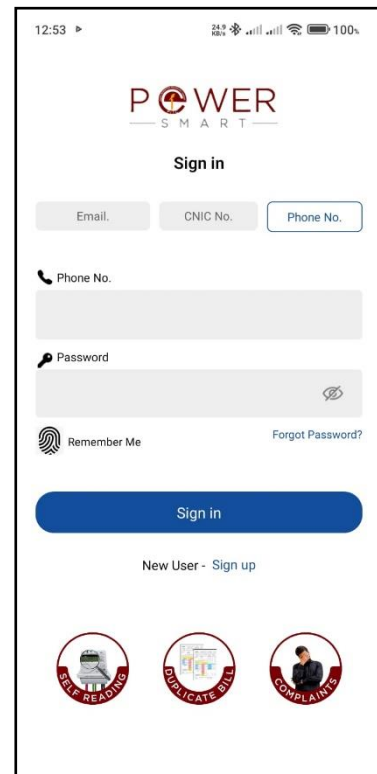 12:53 24.9 KB/s 100%
POWER
SMART
Sign in
Email. CNIC No. Phone No.
Phone No.
Password
Remember Me Forgot Password?
Sign in
New User - Sign up
SELF READING DUPLICATE BILL COMPLAINTS